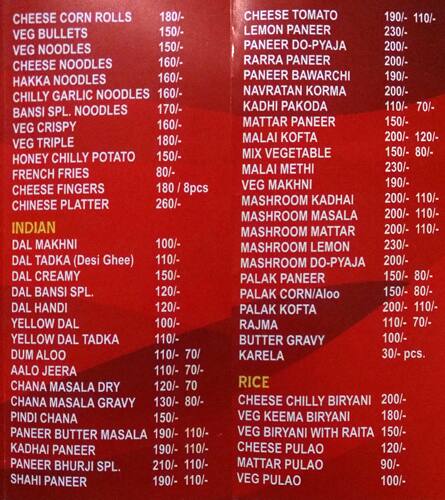 CHEESE CORN ROLLS 180/-
VEG BULLETS 150/-
VEG NOODLES 150/-
CHEESE NOODLES 160/-
HAKKA NOODLES 160/-
CHILLY GARLIC NOODLES 160/-
BANSI SPL. NOODLES 170/-
VEG CRISPY 160/-
VEG TRIPLE 180/-
HONEY CHILLY POTATO 150/-
FRENCH FRIES 80/-
CHEESE FINGERS 180 / 8pcs
CHINESE PLATTER 260/-
INDIAN
DAL MAKHNI 100/-
DAL TADKA (Desi Ghee) 110/-
DAL CREAMY 150/-
DAL BANSI SPL. 120/-
DAL HANDI 120/-
YELLOW DAL 100/-
YELLOW DAL TADKA 110/-
DUM ALOO 110/- 70/
AALO JEERA 110/- 70/-
CHANA MASALA DRY 120/- 70
CHANA MASALA GRAVY 130/- 80/-
PINDI CHANA 150/-
PANEER BUTTER MASALA 190/- 110/-
KADHAI PANEER 190/- 110/-
PANEER BHURJI SPL. 210/- 110/-
SHAHI PANEER 190/- 110/-
CHEESE TOMATO 190/- 110/-
LEMON PANEER 230/-
PANEER DO-PYAJA 200/-
RARRA PANEER 200/-
PANEER BAWARCHI 190/-
NAVRATAN KORMA 200/-
KADHI PAKODA 110/- 70/-
MATTAR PANEER 150/-
MALAI KOFTA 200/- 120/-
MIX VEGETABLE 150/- 80/-
MALAI METHI 230/-
VEG MAKHNI 190/-
MASHROOM KADHAI 200/- 110/-
MASHROOM MASALA 200/- 110/-
MASHROOM MATTAR 200/- 110/-
MASHROOM LEMON 230/-
MASHROOM DO-PYAJA 200/-
PALAK PANEER 150/- 80/-
PALAK CORN/Aloo 150/- 80/-
PALAK KOFTA 200/- 110/-
RAJMA 110/- 70/-
BUTTER GRAVY 100/-
KARELA 30/- pcs.
RICE
CHEESE CHILLY BIRYANI 200/-
VEG KEEMA BIRYANI 180/-
VEG BIRYANI WITH RAITA 150/-
CHEESE PULAO 120/-
MATTAR PULAO 90/-
VEG PULAO 100/-